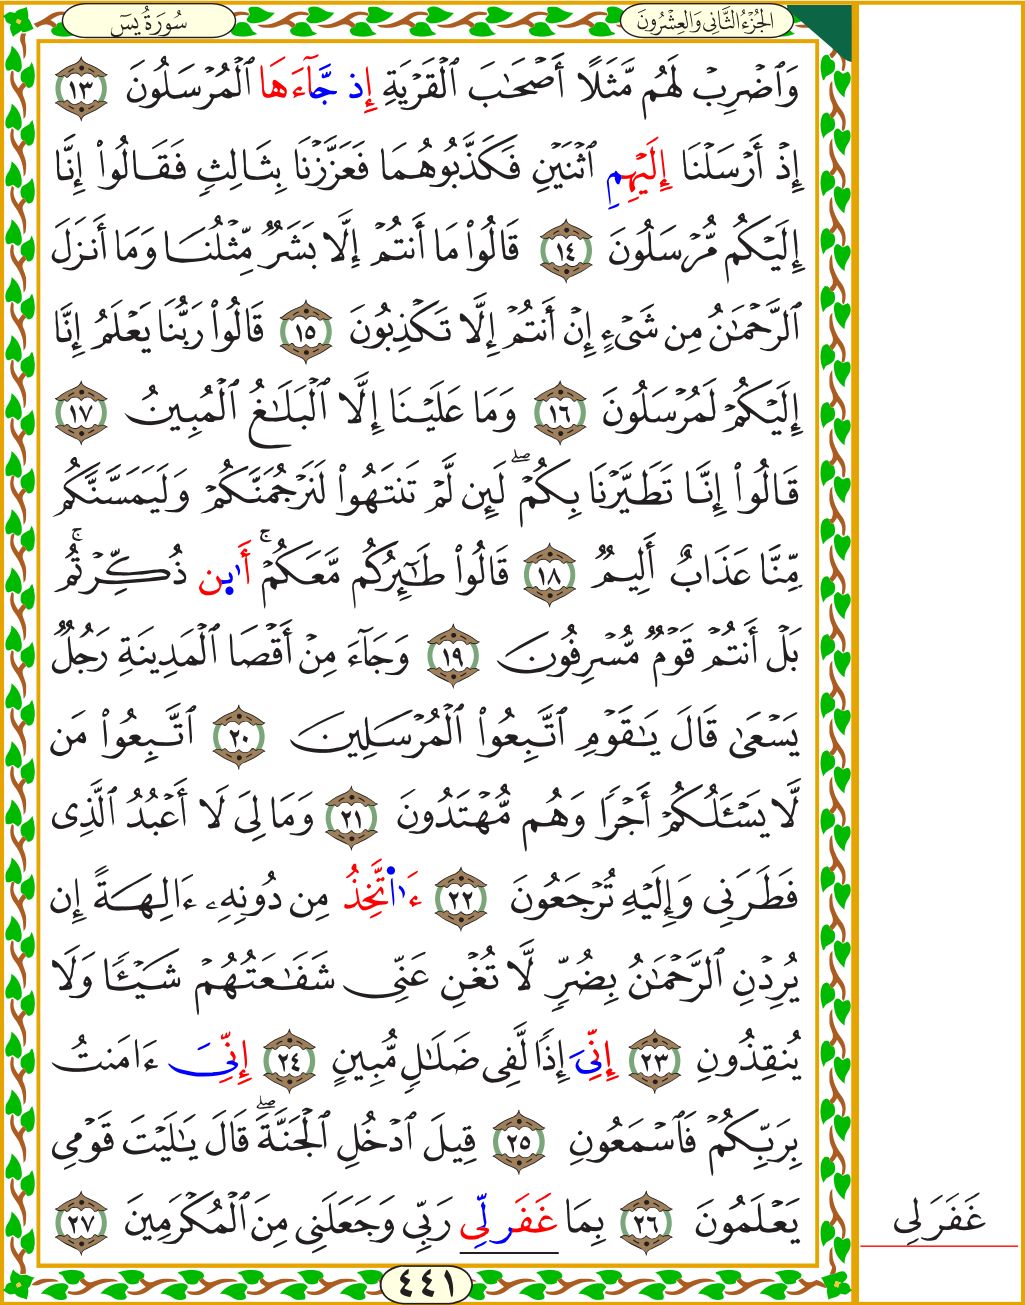 الجُزْءُ الثَّانِي وَالعِشْرُونَ
سُورَةُ يسٓ
وَٱضْرِبْ لَهُم مَّثَلًا أَصْحَٰبَ ٱلْقَرْيَةِ إِذ جَّآءَهَا ٱلْمُرْسَلُونَ ١٣
إِذْ أَرْسَلْنَا إِلَيْهِمِ ٱثْنَيْنِ فَكَذَّبُوهُمَا فَعَزَّزْنَا بِثَالِثٍ فَقَالُوا۟ إِنَّا
إِلَيْكُم مُّرْسَلُونَ ١٤ قَالُوا۟ مَا أَنتُمْ إِلَّا بَشَرٌ مِّثْلُنَا وَمَا أَنزَلَ
ٱلرَّحْمَٰنُ مِن شَىْءٍ إِنْ أَنتُمْ إِلَّا تَكْذِبُونَ ١٥ قَالُوا۟ رَبُّنَا يَعْلَمُ إِنَّا
إِلَيْكُمْ لَمُرْسَلُونَ ١٦ وَمَا عَلَيْنَا إِلَّا ٱلْبَلَٰغُ ٱلْمُبِينُ ١٧
قَالُوا۟ إِنَّا تَطَيَّرْنَا بِكُمْۖ لَئِن لَّمْ تَنتَهُوا۟ لَنَرْجُمَنَّكُمْ وَلَيَمَسَّنَّكُم
مِّنَّا عَذَابٌ أَلِيمٌ ١٨ قَالُوا۟ طَٰٓئِرُكُم مَّعَكُمْۚ أَٰىِٕن ذُكِّرْتُمۚ
بَلْ أَنتُمْ قَوْمٌ مُّسْرِفُونَ ١٩ وَجَآءَ مِنْ أَقْصَا ٱلْمَدِينَةِ رَجُلٌ
يَسْعَىٰ قَالَ يَٰقَوْمِ ٱتَّبِعُوا۟ ٱلْمُرْسَلِينَ ٢٠ ٱتَّبِعُوا۟ مَن
لَّا يَسْـَٔلُكُمْ أَجْرًا وَهُم مُّهْتَدُونَ ٢١ وَمَا لِىَ لَا أَعْبُدُ ٱلَّذِى
فَطَرَنِى وَإِلَيْهِ تُرْجَعُونَ ٢٢ ءَٰا۬تَّخِذُ مِن دُونِهِۦ ءَالِهَةً إِن
يُرِدْنِ ٱلرَّحْمَٰنُ بِضُرٍّ لَّا تُغْنِ عَنِّى شَفَٰعَتُهُمْ شَيْـًٔا وَلَا
يُنقِذُونِ ٢٣ إِنِّىَ إِذًا لَّفِى ضَلَٰلٍ مُّبِينٍ ٢٤ إِنِّىَ ءَامَنتُ
بِرَبِّكُمْ فَٱسْمَعُونِ ٢٥ قِيلَ ٱدْخُلِ ٱلْجَنَّةَۖ قَالَ يَٰلَيْتَ قَوْمِى
يَعْلَمُونَ ٢٦ بِمَا غَفَر لِّى رَبِّى وَجَعَلَنِى مِنَ ٱلْمُكْرَمِينَ ٢٧
غَفَرَ لِى
٤٤١